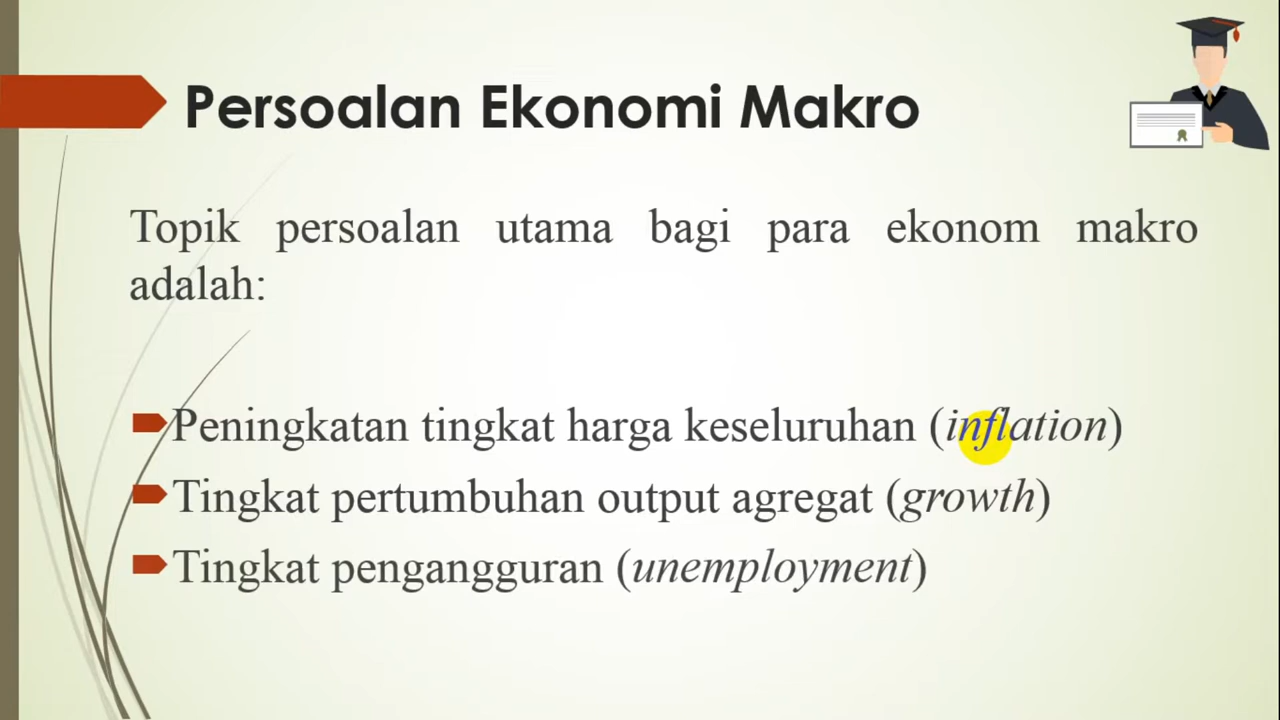 Persoalan Ekonomi Makro
Topik persoalan utama bagi para ekonom makro
adalah:
Peningkatan tingkat harga keseluruhan (inflation)
Tingkat pertumbuhan output agregat (growth)
Tingkat pengangguran (unemployment)